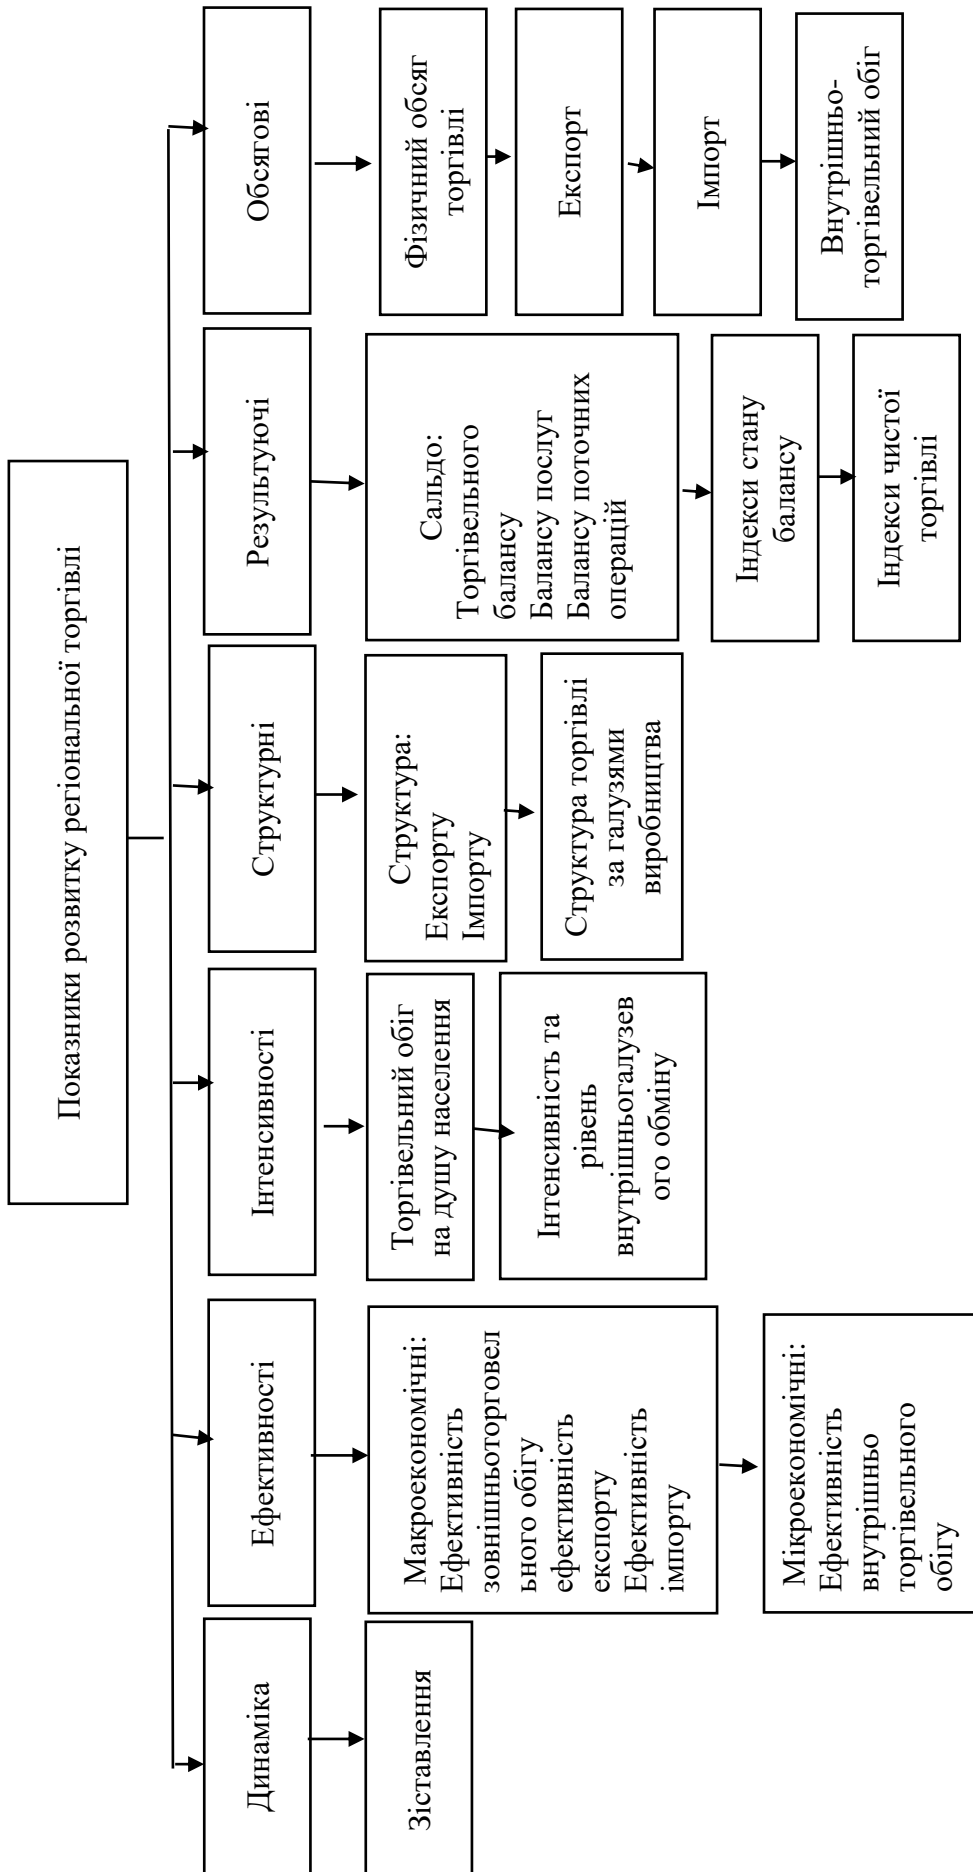 Показники розвитку регіональної торгівлі
Динаміка
Ефективності
Інтенсивності
Структурні
Результуючі
Обсягові
Зіставлення
Макроекономічні:
Ефективність
зовнішньоторговел
ьного обігу
ефективність
експорту
Ефективність
імпорту
Мікроекономічні:
Ефективність
внутрішньо
торгівельного
обігу
Торгівельний обіг
на душу населення
Інтенсивність та
рівень
внутрішньогалузев
ого обміну
Структура:
Експорту
Імпорту
Структура торгівлі
за галузями
виробництва
Сальдо:
Торгівельного
балансу
Балансу послуг
Балансу поточних
операцій
Індекси стану
балансу
Індекси чистої
торгівлі
Фізичний обсяг
торгівлі
Експорт
Імпорт
Внутрішньо-
торгівельний обіг